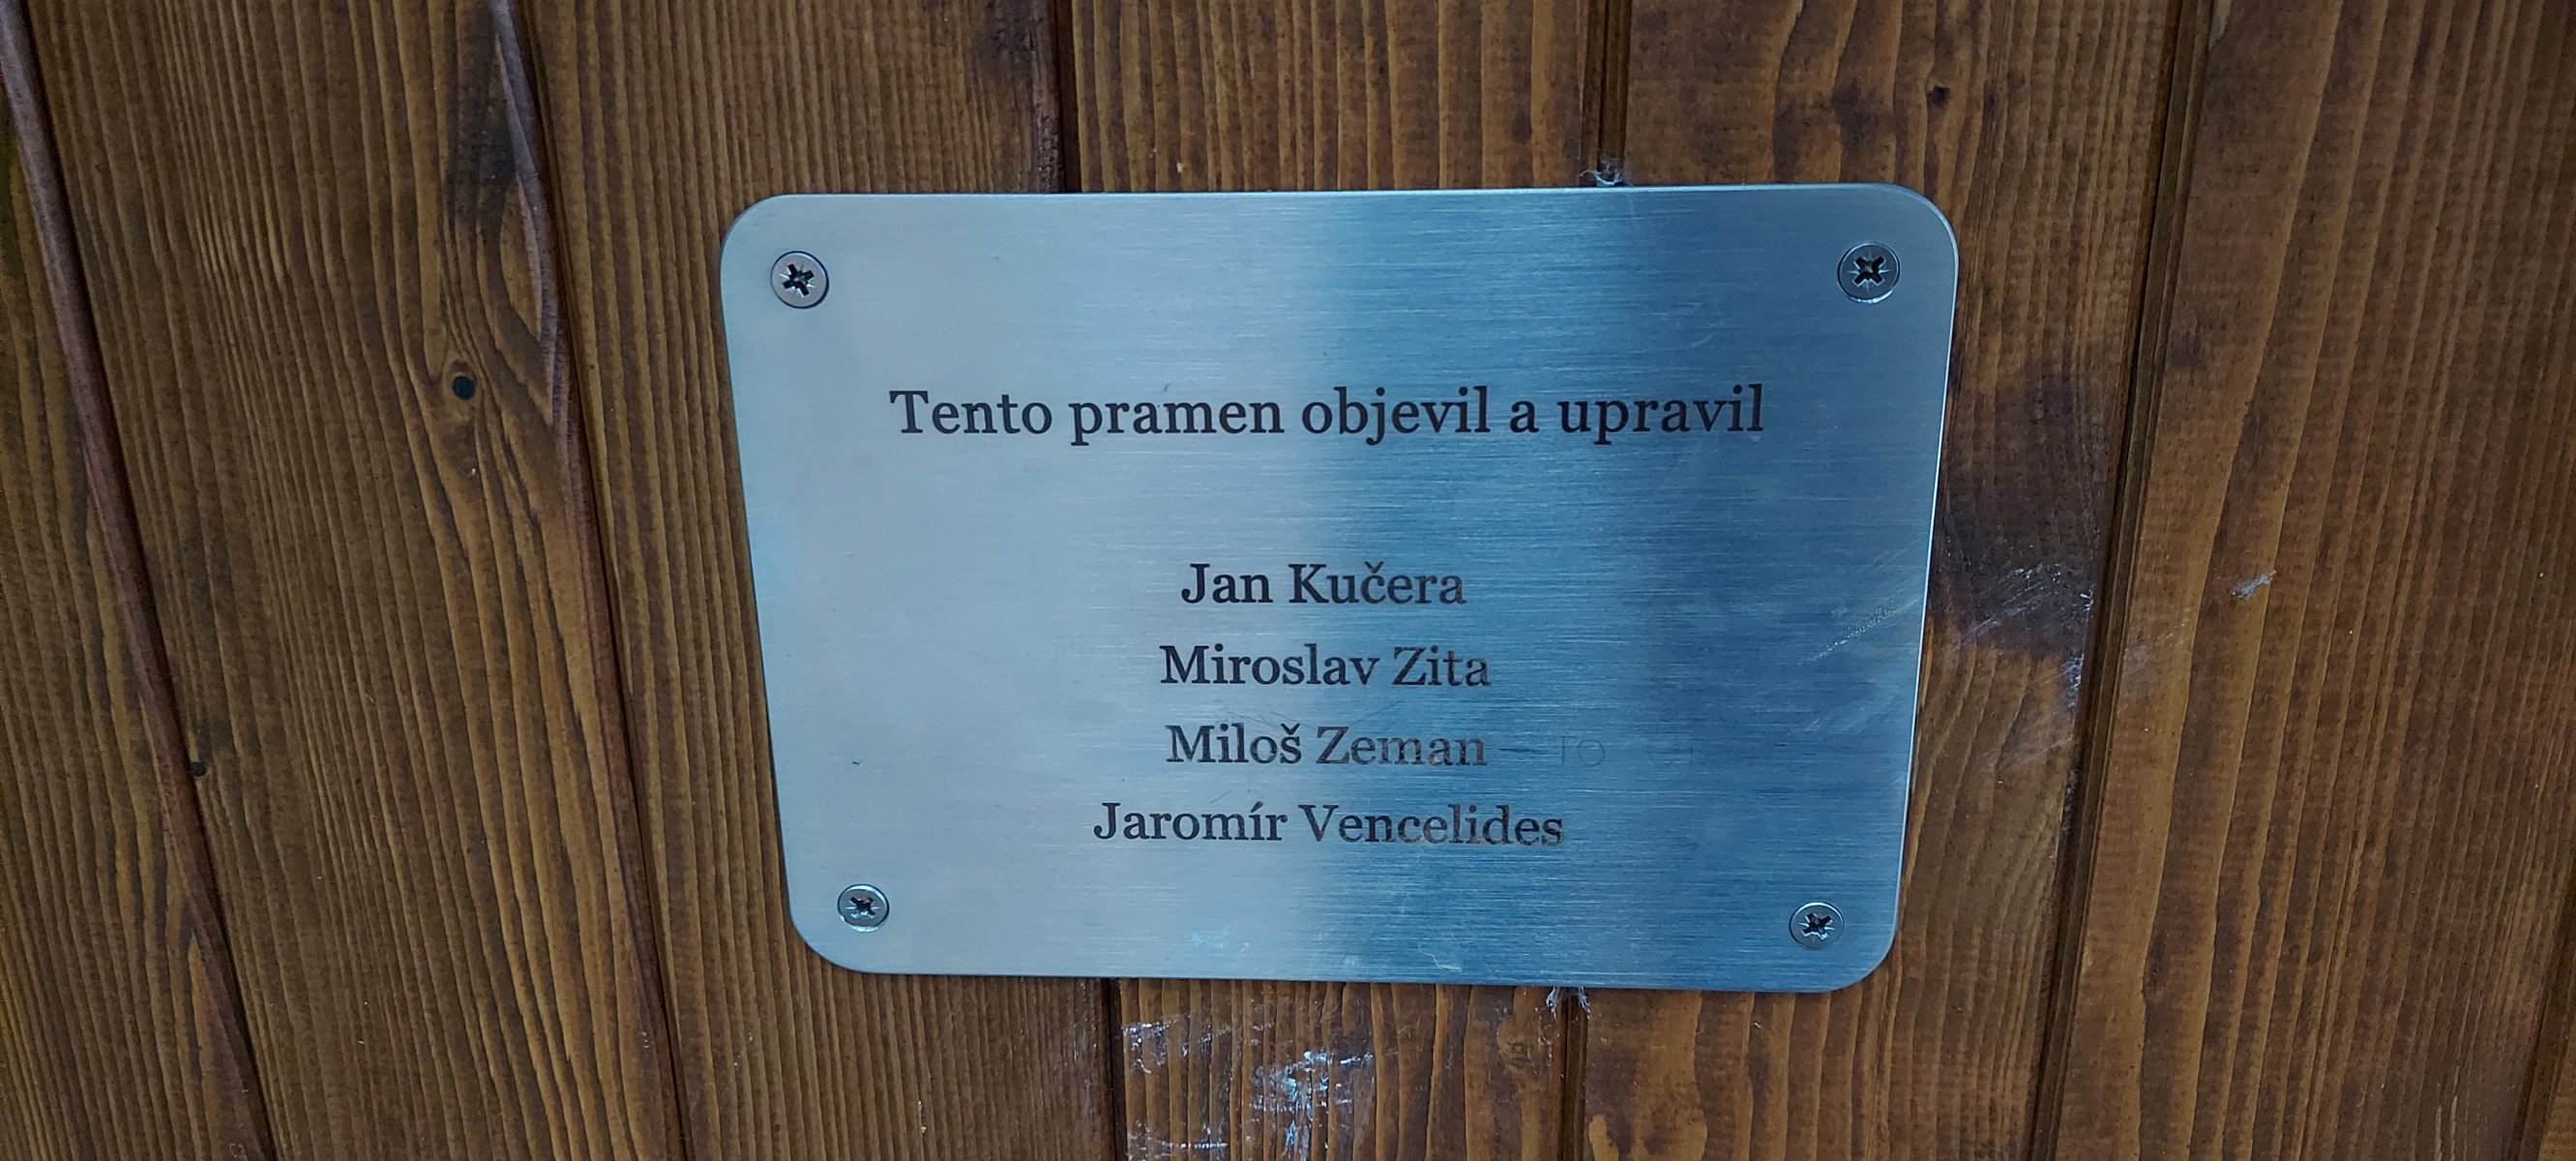 Tento pramen objevil a upravil
Jan Kučera
Miroslav Zita
Miloš Zeman
Jaromír Vencelides